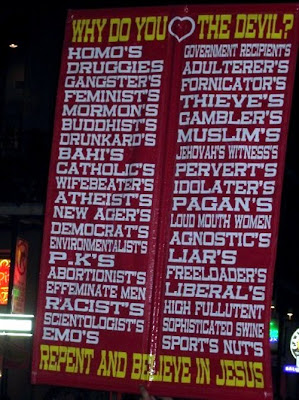 WHY DO YOU ♥ THE DEVIL?
HOMO'S
DRUGGIES
GANGSTER'S
FEMINIST'S
MORMON'S
BUDDHIST'S
DRUNKARD'S
BAHI'S
CATHOLIC'S
WIFEBEATER'S
ATHEIST'S
NEW AGER'S
DEMOCRAT'S
ENVIRONMENTALISTS
P.K'S
ABORTIONIST'S
EFFEMINATE MEN
RACIST'S
SCIENTOLOGIST'S
EMO'S
GOVERNMENT RECIPIENT'S
ADULTERER'S
FORNICATOR'S
THIEVE'S
GAMBLER'S
MUSLIM'S
JEHOVAH'S WITNESS'S
PERVERT'S
IDOLATER'S
PAGAN'S
LOUD MOUTH WOMEN
AGNOSTIC'S
LIAR'S
FREELOADER'S
LIBERAL'S
HIGH FULLUTENT
SOPHISTICATED SWINE
SPORT'S NUT'S
REPENT AND BELIEVE IN JESUS